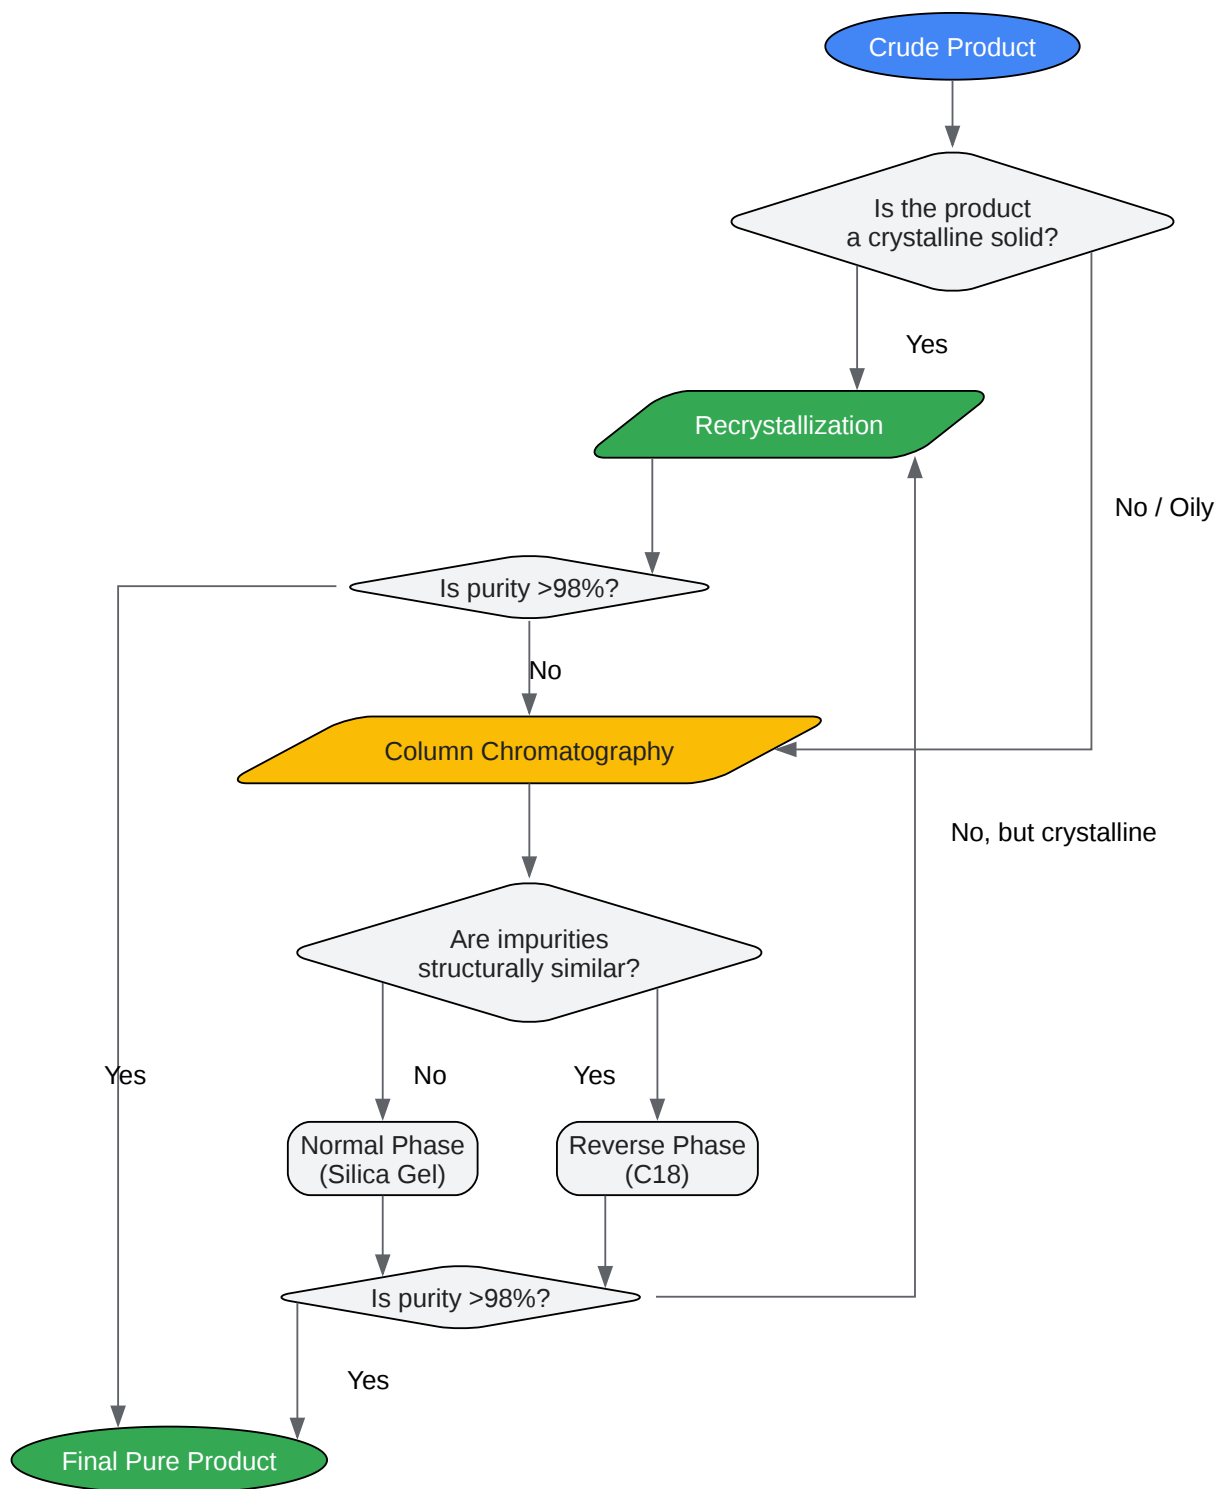 Crude Product
Is the product
a crystalline solid?
Yes
Recrystallization
No / Oily
Is purity >98%?
No
Column Chromatography
No, but crystalline
Are impurities
structurally similar?
Yes
No
Yes
Normal Phase
(Silica Gel)
Reverse Phase
(C18)
Is purity >98%?
Yes
Final Pure Product